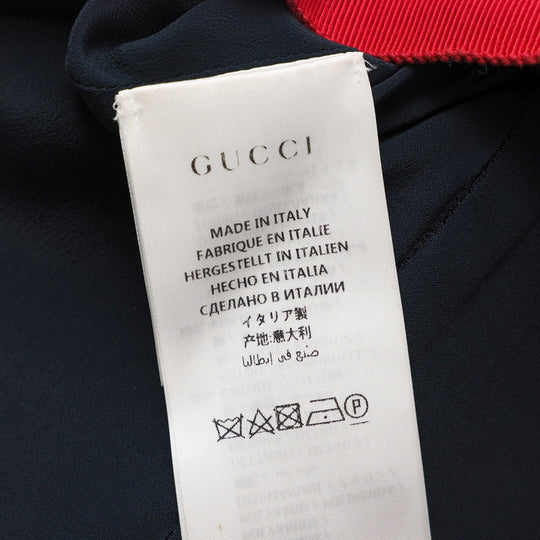 GUCCI
MADE IN ITALY
FABRIQUE EN ITALIE
HERGESTELLT IN ITALIEN
HECHO EN ITALIA
СДЕЛАНО В ИТАЛИИ
イタリア製
产地:意大利
صنع في إيطاليا
P